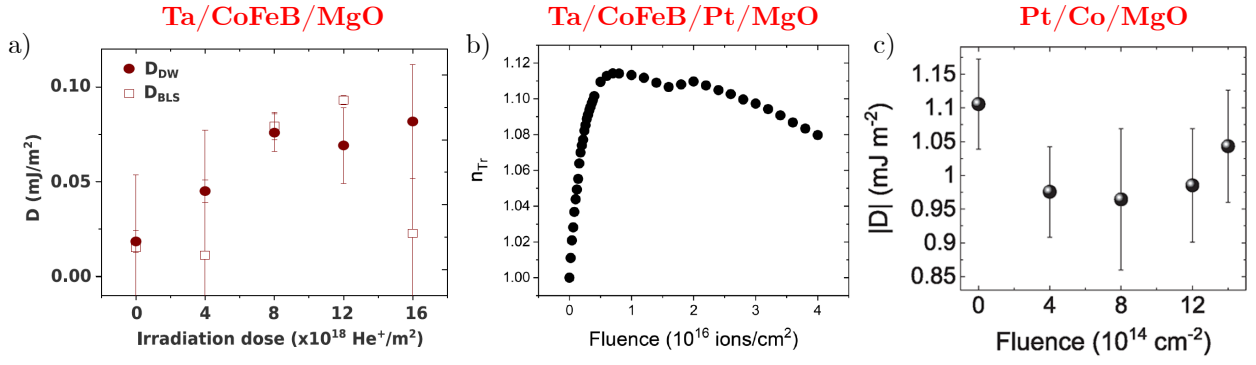 Ta/CoFeB/MgO
a)
D_DW
D_BLS
0.10
0.05
0.00
D (mJ/m²)
0 4 8 12 16
Irradiation dose (x10¹⁸ He⁺/m²)
Ta/CoFeB/Pt/MgO
b)
1.12
1.10
1.08
1.06
1.04
1.02
1.00
n_Tr
0 1 2 3 4
Fluence (10¹⁶ ions/cm²)
Pt/Co/MgO
c)
1.15
1.1
1.05
1
0.95
0.9
0.85
|D| (mJ m⁻²)
0 4 8 12
Fluence (10¹⁴ cm⁻²)